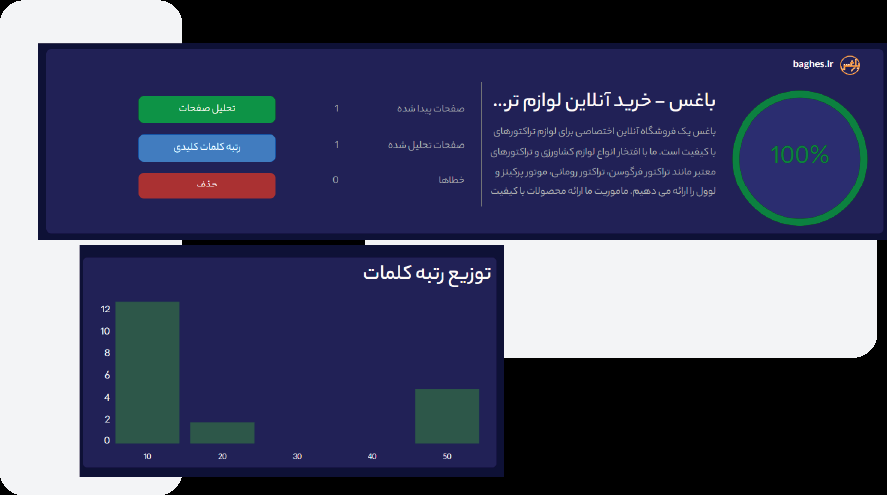 baghes.Ir
100%
باغس - خرید آنلاین لوازم تر...
باغس یک فروشگاه آنلاین اختصاصی برای لوازم تراکتورهای
با کیفیت است. ما با افتخار انواع لوازم کشاورزی و تراکتورهای
معتبر مانند تراکتور فرگوسن، تراکتور رومانی، موتور پرکینز و
لوول را ارائه می دهیم. ماموریت ما ارائه محصولات با کیفیت
صفحات پیدا شده 1
صفحات تحلیل شده 1
خطاها 0
تحلیل صفحات
رتبه کلمات کلیدی
حذف
توزیع رتبه کلمات
12
10
8
6
4
2
0
10 20 30 40 50